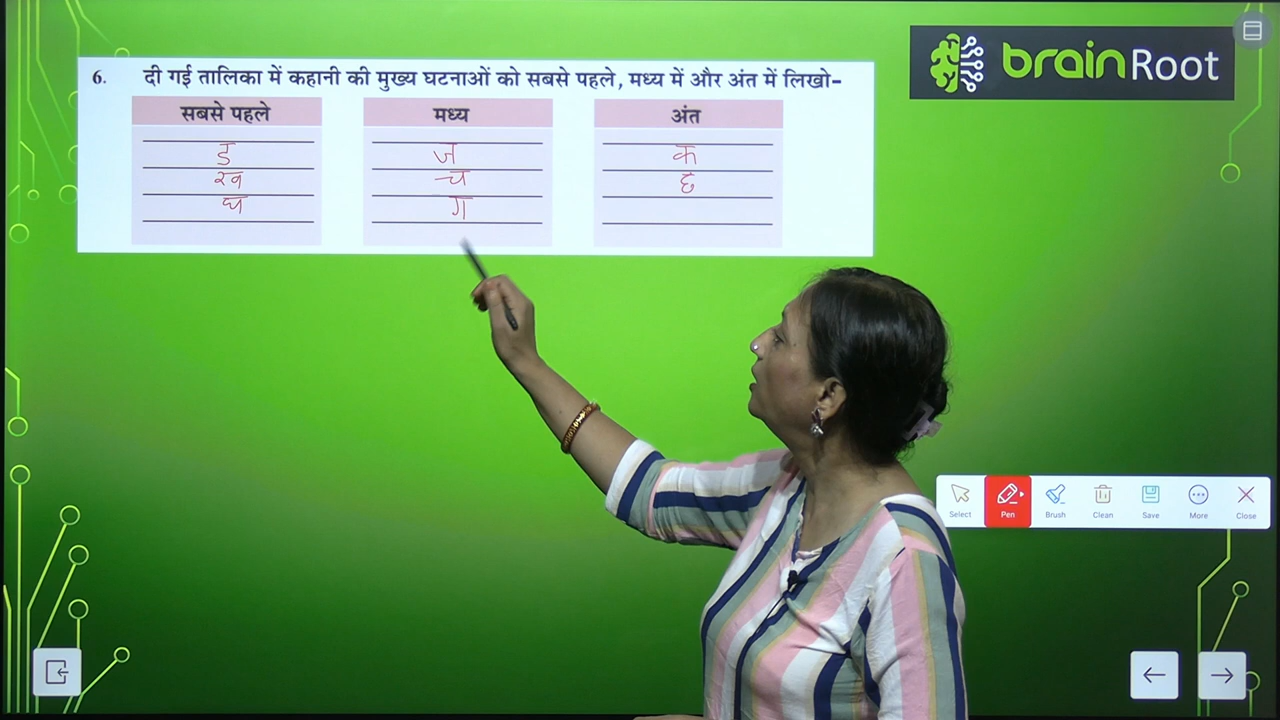 brainRoot
6. दी गई तालिका में कहानी की मुख्य घटनाओं को सबसे पहले, मध्य में और अंत में लिखो-
सबसे पहले मध्य अंत
ड ज क
ख च छ
घ ग
Select Pen Brush Clean Save More Close